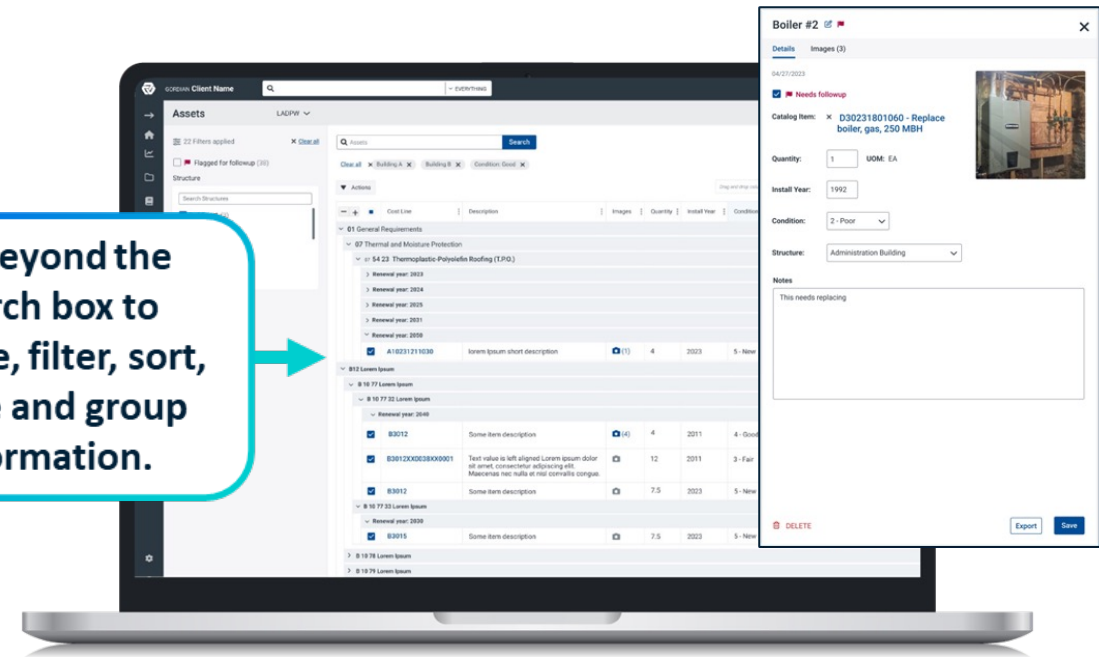 GORDIAN Client Name
EVERYTHING
Assets
LADPW
22 Filters applied
Clear all
Flagged for followup (30)
Structure
Search Structures
Assets
Search
Clear all
Building A
Building B
Condition: Good
Actions
Cost Line
Description
Images
Quantity
Install Year
Condition
01 General Requirements
07 Thermal and Moisture Protection
54 23 Thermoplastic-Polyolefin Roofing (T.P.O.)
Renewal year: 2023
Renewal year: 2024
Renewal year: 2025
Renewal year: 2031
Renewal year: 2050
A10231211030 lorem ipsum short description (1) 4 2023 5 - New
B12 Lorem Ipsum
B 10 77 Lorem Ipsum
B 10 77 32 Lorem Ipsum
Renewal year: 2040
B3012 Some item description (4) 4 2011 4 - Good
B3012XX0038XX0001 Text value is left aligned Lorem ipsum dolor 12 2011 3 - Fair
sit amet, consectetur adipiscing elit.
Maecenas nec nulla et nisl convallis congue.
B3012 Some item description 7.5 2023 5 - New
B 10 77 33 Lorem Ipsum
Renewal year: 2030
B3015 Some item description 7.5 2023 5 - New
B 10 78 Lorem Ipsum
B 10 79 Lorem Ipsum
eyond the
rch box to
e, filter, sort,
e and group
ormation.
Boiler #2
Details Images (3)
04/27/2023
Needs followup
Catalog Item: × D30231801060 - Replace
boiler, gas, 250 MBH
Quantity: 1 UOM: EA
Install Year: 1992
Condition: 2 - Poor
Structure: Administration Building
Notes
This needs replacing
DELETE
Export
Save